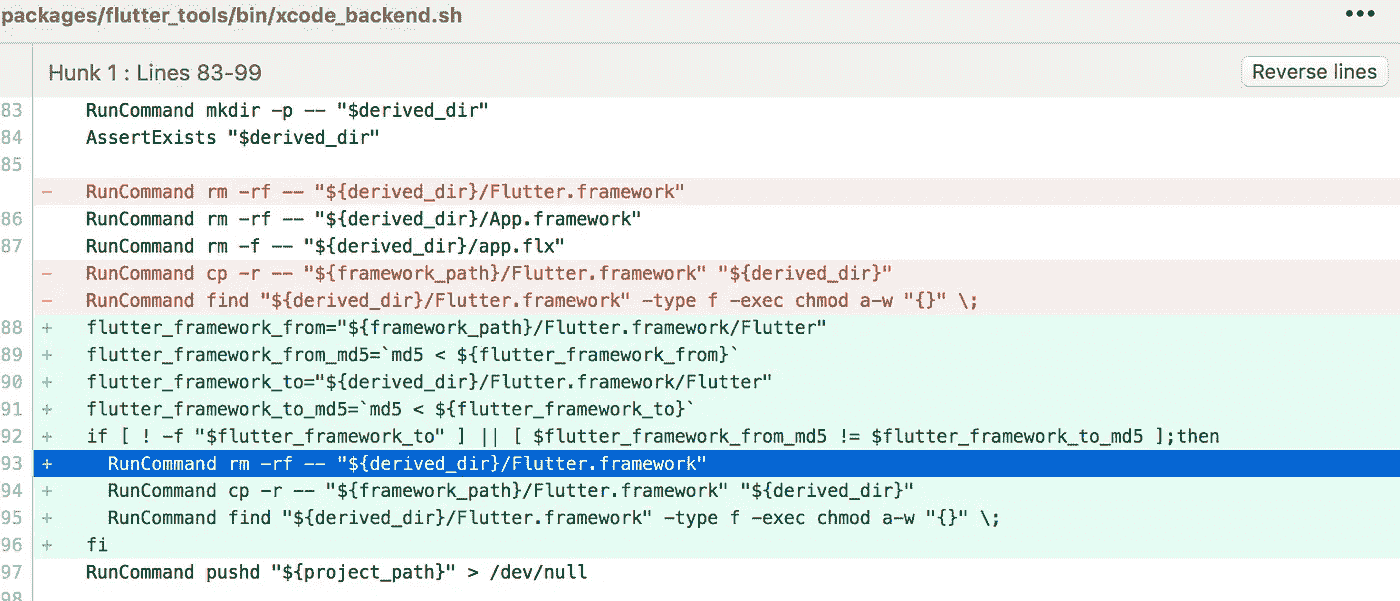 packages/flutter_tools/bin/xcode_backend.sh •••
Hunk 1 : Lines 83-99 Reverse lines
83 RunCommand mkdir -p -- "$derived_dir"
84 AssertExists "$derived_dir"
85
- RunCommand rm -rf -- "${derived_dir}/Flutter.framework"
86 RunCommand rm -rf -- "${derived_dir}/App.framework"
87 RunCommand rm -f -- "${derived_dir}/app.flx"
- RunCommand cp -r -- "${framework_path}/Flutter.framework" "${derived_dir}"
- RunCommand find "${derived_dir}/Flutter.framework" -type f -exec chmod a-w "{}" \;
88 + flutter_framework_from="${framework_path}/Flutter.framework/Flutter"
89 + flutter_framework_from_md5=`md5 < ${flutter_framework_from}`
90 + flutter_framework_to="${derived_dir}/Flutter.framework/Flutter"
91 + flutter_framework_to_md5=`md5 < ${flutter_framework_to}`
92 + if [ ! -f "$flutter_framework_to" ] || [ $flutter_framework_from_md5 != $flutter_framework_to_md5 ];then
93 + RunCommand rm -rf -- "${derived_dir}/Flutter.framework"
94 + RunCommand cp -r -- "${framework_path}/Flutter.framework" "${derived_dir}"
95 + RunCommand find "${derived_dir}/Flutter.framework" -type f -exec chmod a-w "{}" \;
96 + fi
97 RunCommand pushd "${project_path}" > /dev/null
98